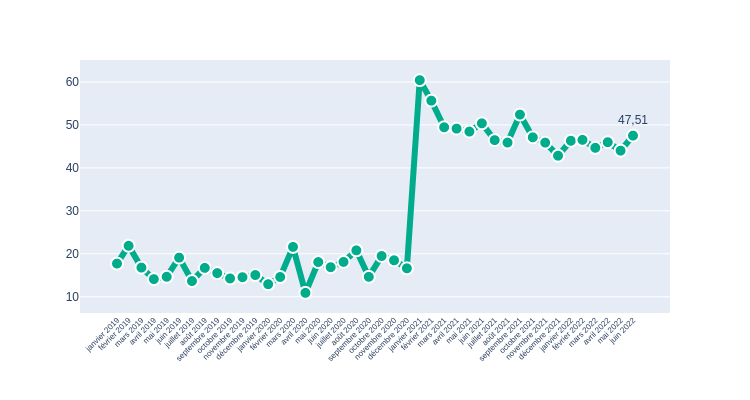 60
50
40
30
20
10
47,51
janvier 2019
février 2019
mars 2019
avril 2019
mai 2019
juin 2019
juillet 2019
août 2019
septembre 2019
octobre 2019
novembre 2019
décembre 2019
janvier 2020
février 2020
mars 2020
avril 2020
mai 2020
juin 2020
juillet 2020
août 2020
septembre 2020
octobre 2020
novembre 2020
décembre 2020
janvier 2021
février 2021
mars 2021
avril 2021
mai 2021
juin 2021
juillet 2021
août 2021
septembre 2021
octobre 2021
novembre 2021
décembre 2021
janvier 2022
février 2022
mars 2022
avril 2022
mai 2022
juin 2022